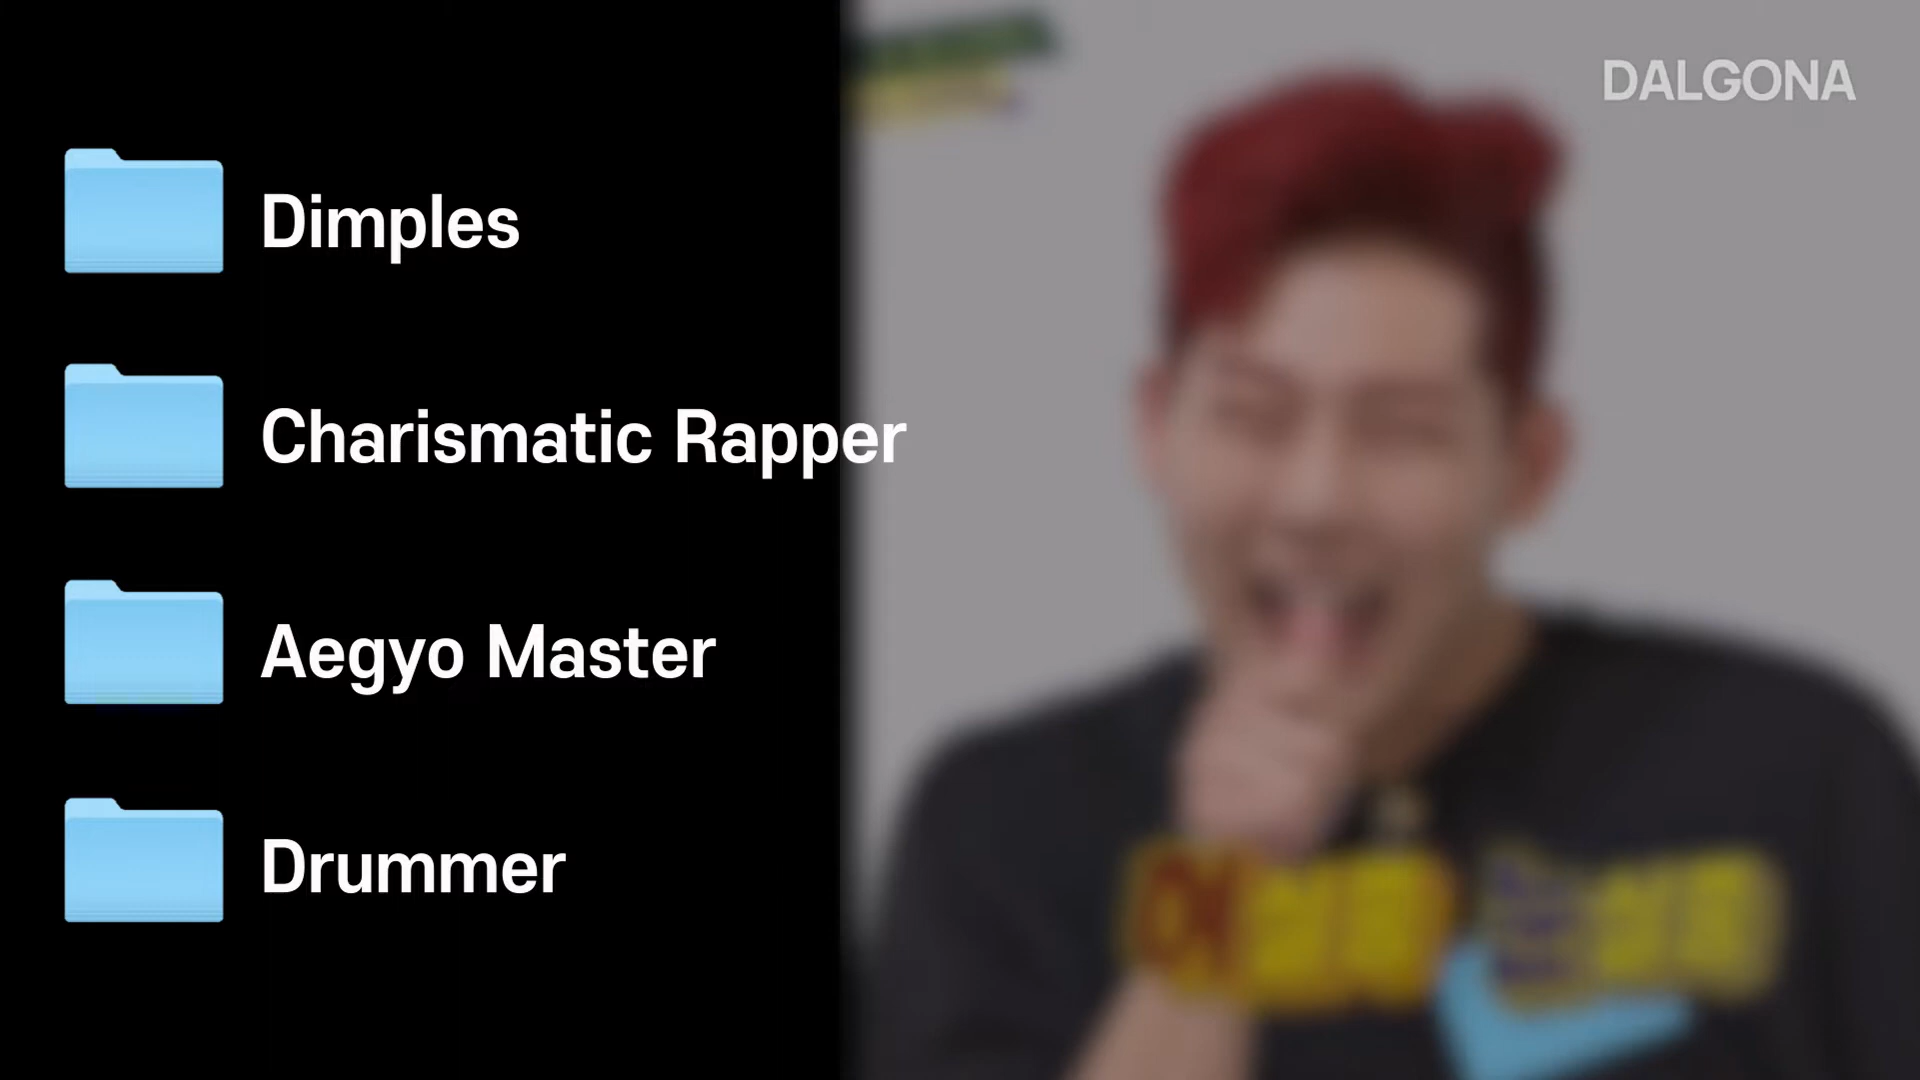 DALGONA
Dimples
Charismatic Rapper
Aegyo Master
Drummer